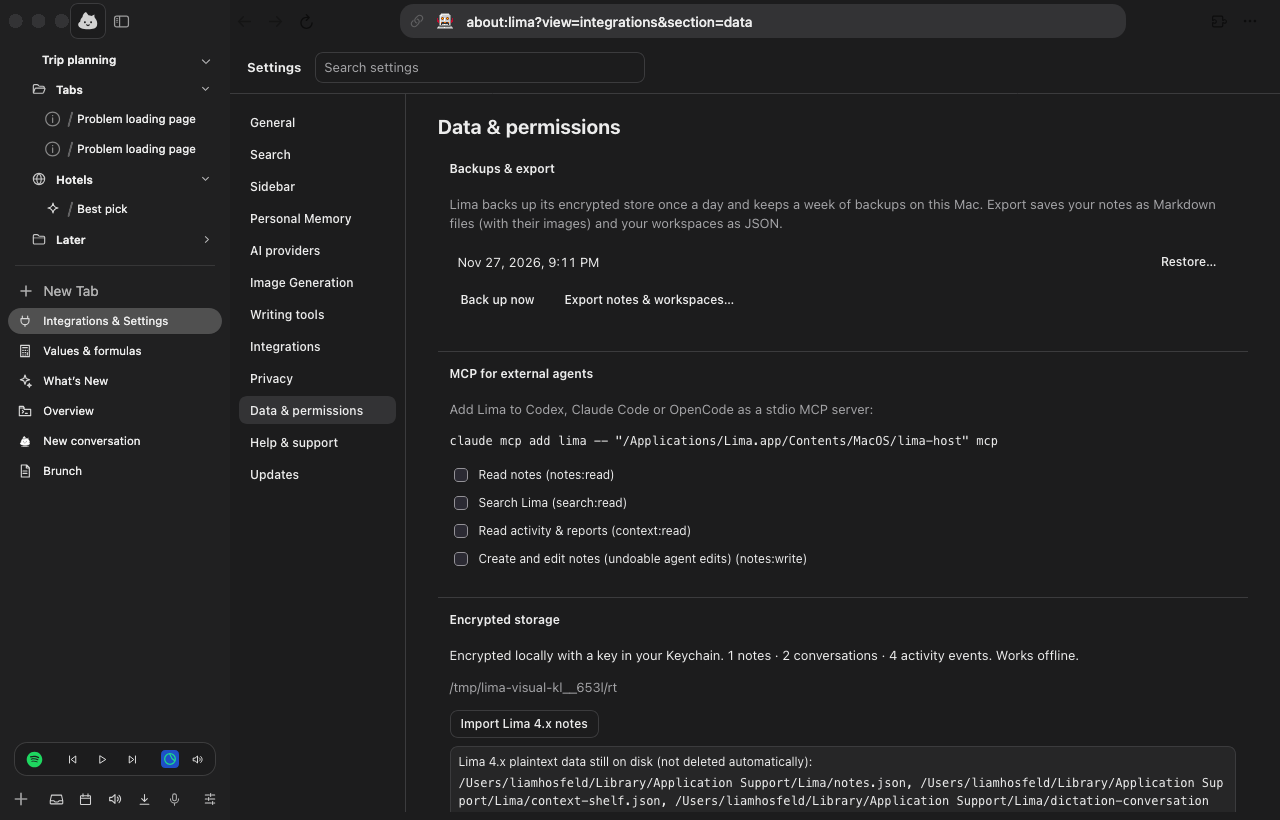 about:lima?view=integrations&section=data
Trip planning
Tabs
/ Problem loading page
/ Problem loading page
Hotels
/ Best pick
Later
New Tab
Integrations & Settings
Values & formulas
What's New
Overview
New conversation
Brunch
Settings
Search settings
General
Search
Sidebar
Personal Memory
AI providers
Image Generation
Writing tools
Integrations
Privacy
Data & permissions
Help & support
Updates
Data & permissions
Backups & export
Lima backs up its encrypted store once a day and keeps a week of backups on this Mac. Export saves your notes as Markdown
files (with their images) and your workspaces as JSON.
Nov 27, 2026, 9:11 PM
Restore...
Back up now
Export notes & workspaces...
MCP for external agents
Add Lima to Codex, Claude Code or OpenCode as a stdio MCP server:
claude mcp add lima -- "/Applications/Lima.app/Contents/MacOS/lima-host" mcp
Read notes (notes:read)
Search Lima (search:read)
Read activity & reports (context:read)
Create and edit notes (undoable agent edits) (notes:write)
Encrypted storage
Encrypted locally with a key in your Keychain. 1 notes · 2 conversations · 4 activity events. Works offline.
/tmp/lima-visual-kl__653l/rt
Import Lima 4.x notes
Lima 4.x plaintext data still on disk (not deleted automatically):
/Users/liamhosfeld/Library/Application Support/Lima/notes.json, /Users/liamhosfeld/Library/Application Sup
port/Lima/context-shelf.json, /Users/liamhosfeld/Library/Application Support/Lima/dictation-conversation